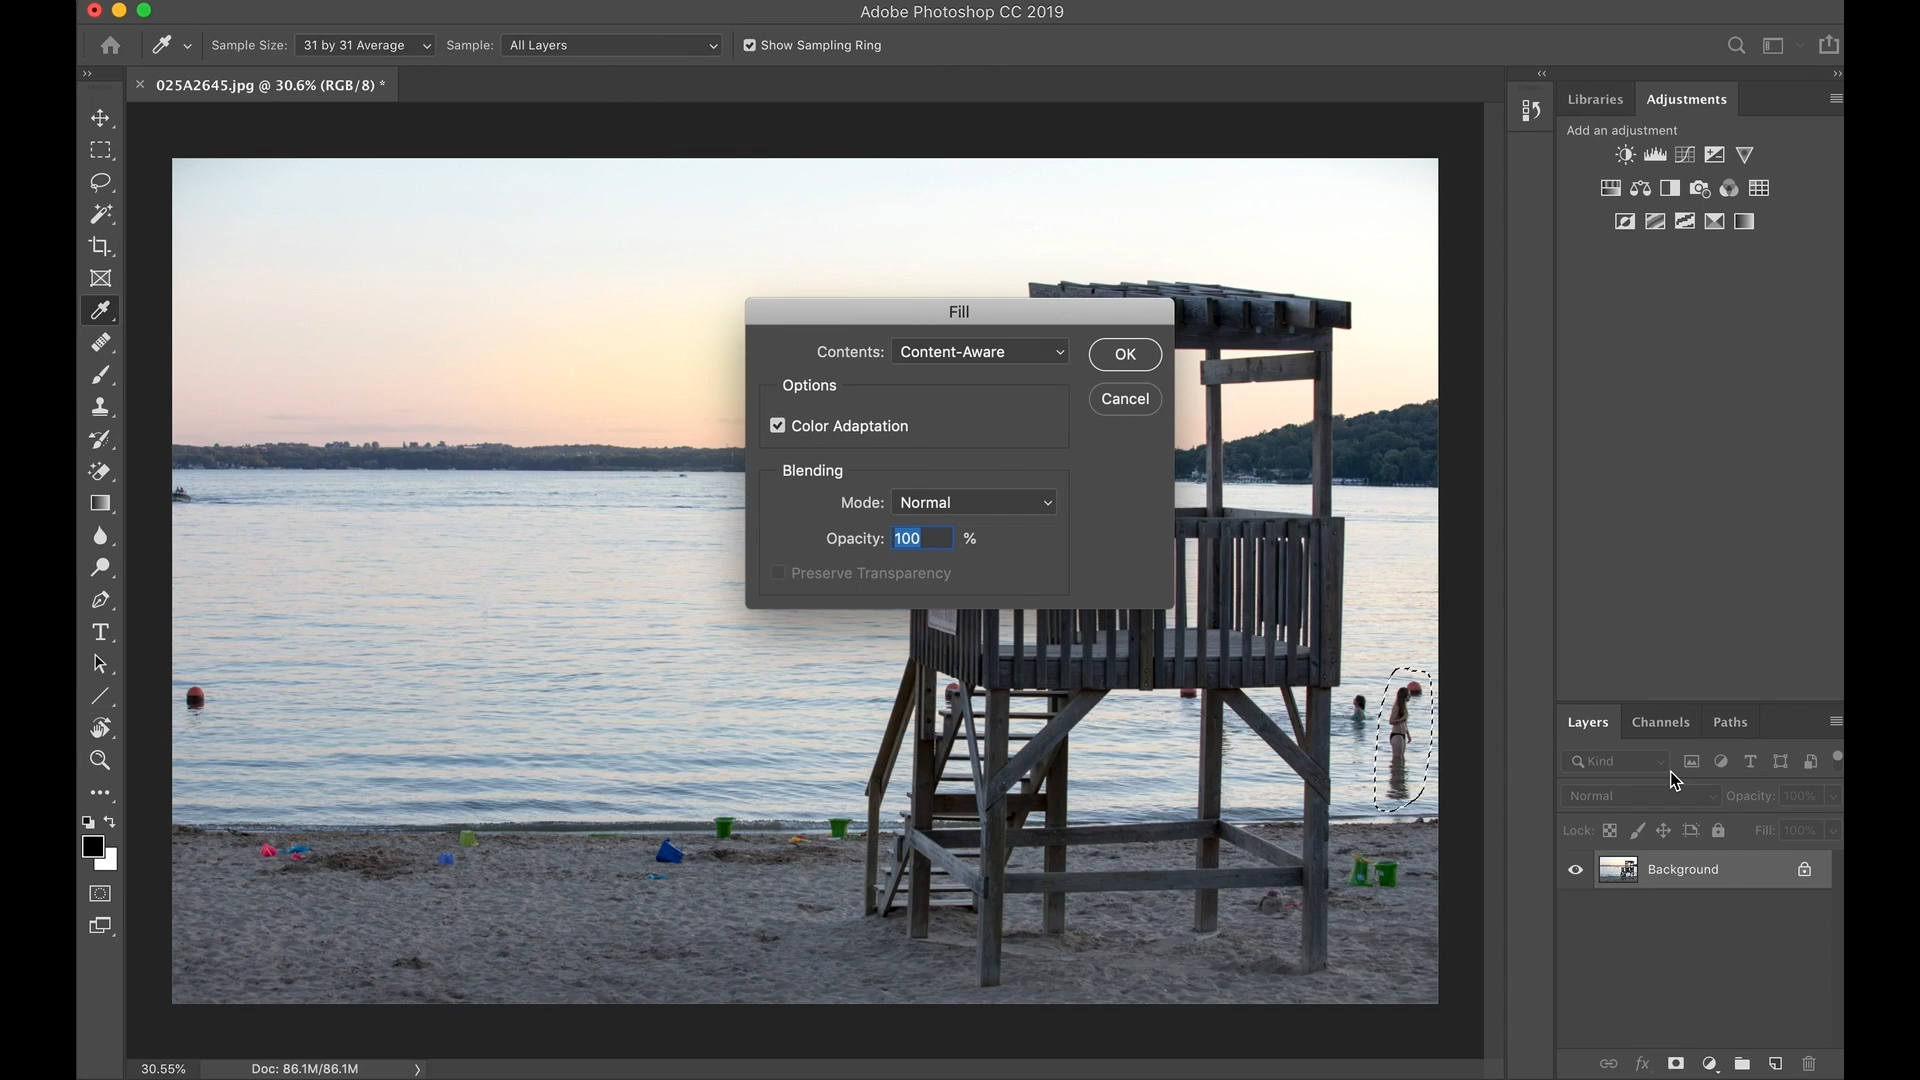 Adobe Photoshop CC 2019
Sample Size: 31 by 31 Average Sample: All Layers Show Sampling Ring
025A2645.jpg @ 30.6% (RGB/8) *
Libraries Adjustments
Add an adjustment
Fill
Contents: Content-Aware
OK
Options
Cancel
Color Adaptation
Blending
Mode: Normal
Opacity: 100 %
Preserve Transparency
Layers Channels Paths
Kind
Normal Opacity: 100%
Lock: Fill: 100%
Background
30.55% Doc: 86.1M/86.1M
fx